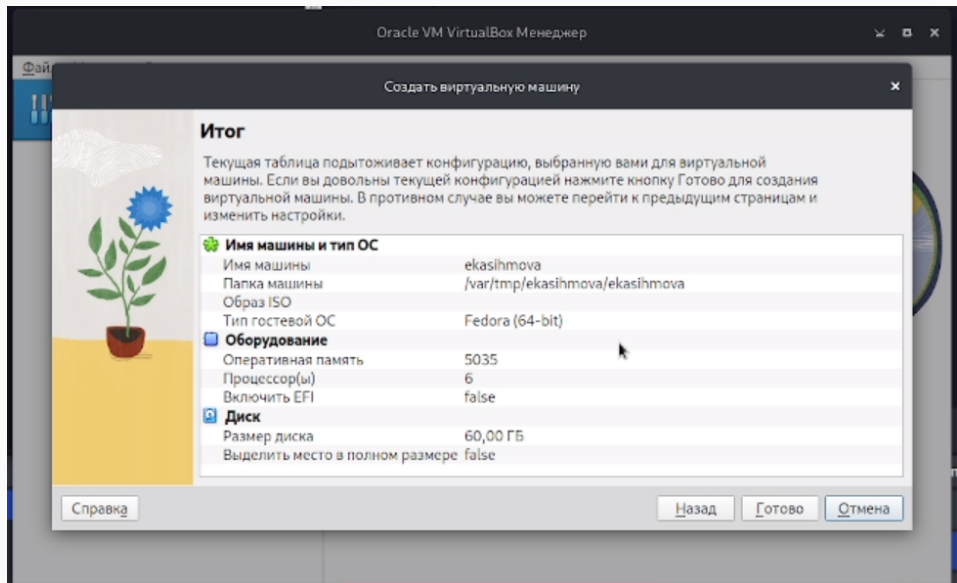 Oracle VM VirtualBox Менеджер
Файл
Создать виртуальную машину
Итог
Текущая таблица подытоживает конфигурацию, выбранную вами для виртуальной
машины. Если вы довольны текущей конфигурацией нажмите кнопку Готово для создания
виртуальной машины. В противном случае вы можете перейти к предыдущим страницам и
изменить настройки.
Имя машины и тип ОС
Имя машины ekasihmova
Папка машины /var/tmp/ekasihmova/ekasihmova
Образ ISO
Тип гостевой ОС Fedora (64-bit)
Оборудование
Оперативная память 5035
Процессор(ы) 6
Включить EFI false
Диск
Размер диска 60,00 ГБ
Выделить место в полном размере false
Справка Назад Готово Отмена